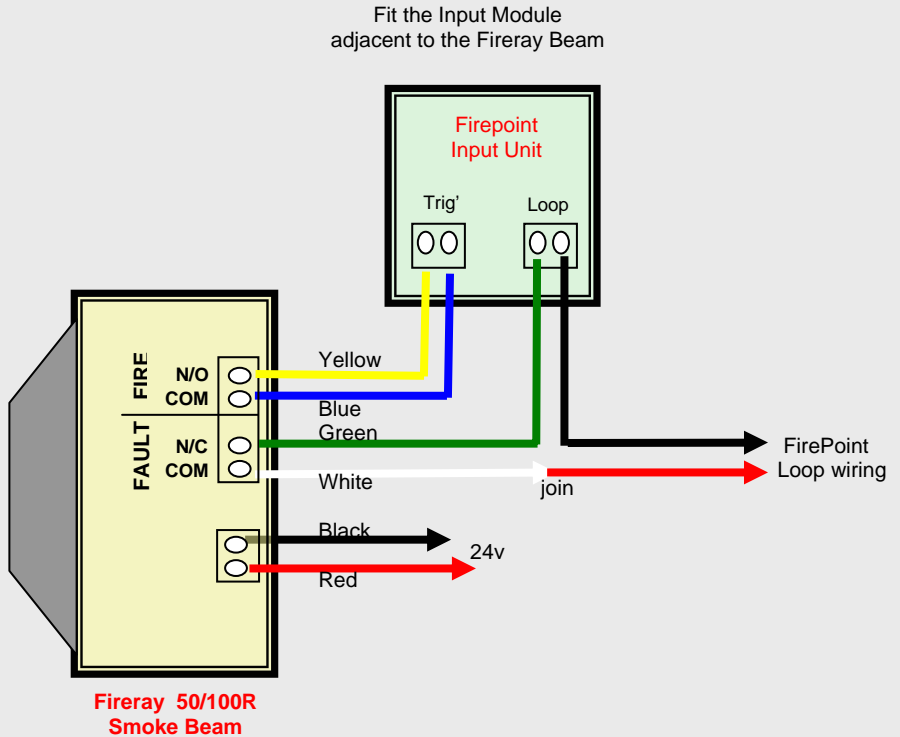 Fit the Input Module
adjacent to the Fireray Beam
Firepoint
Input Unit
Trig'
Loop
FIRE
N/O
COM
FAULT
N/C
COM
Yellow
Blue
Green
White
join
FirePoint
Loop wiring
Black
24v
Red
Fireray 50/100R
Smoke Beam